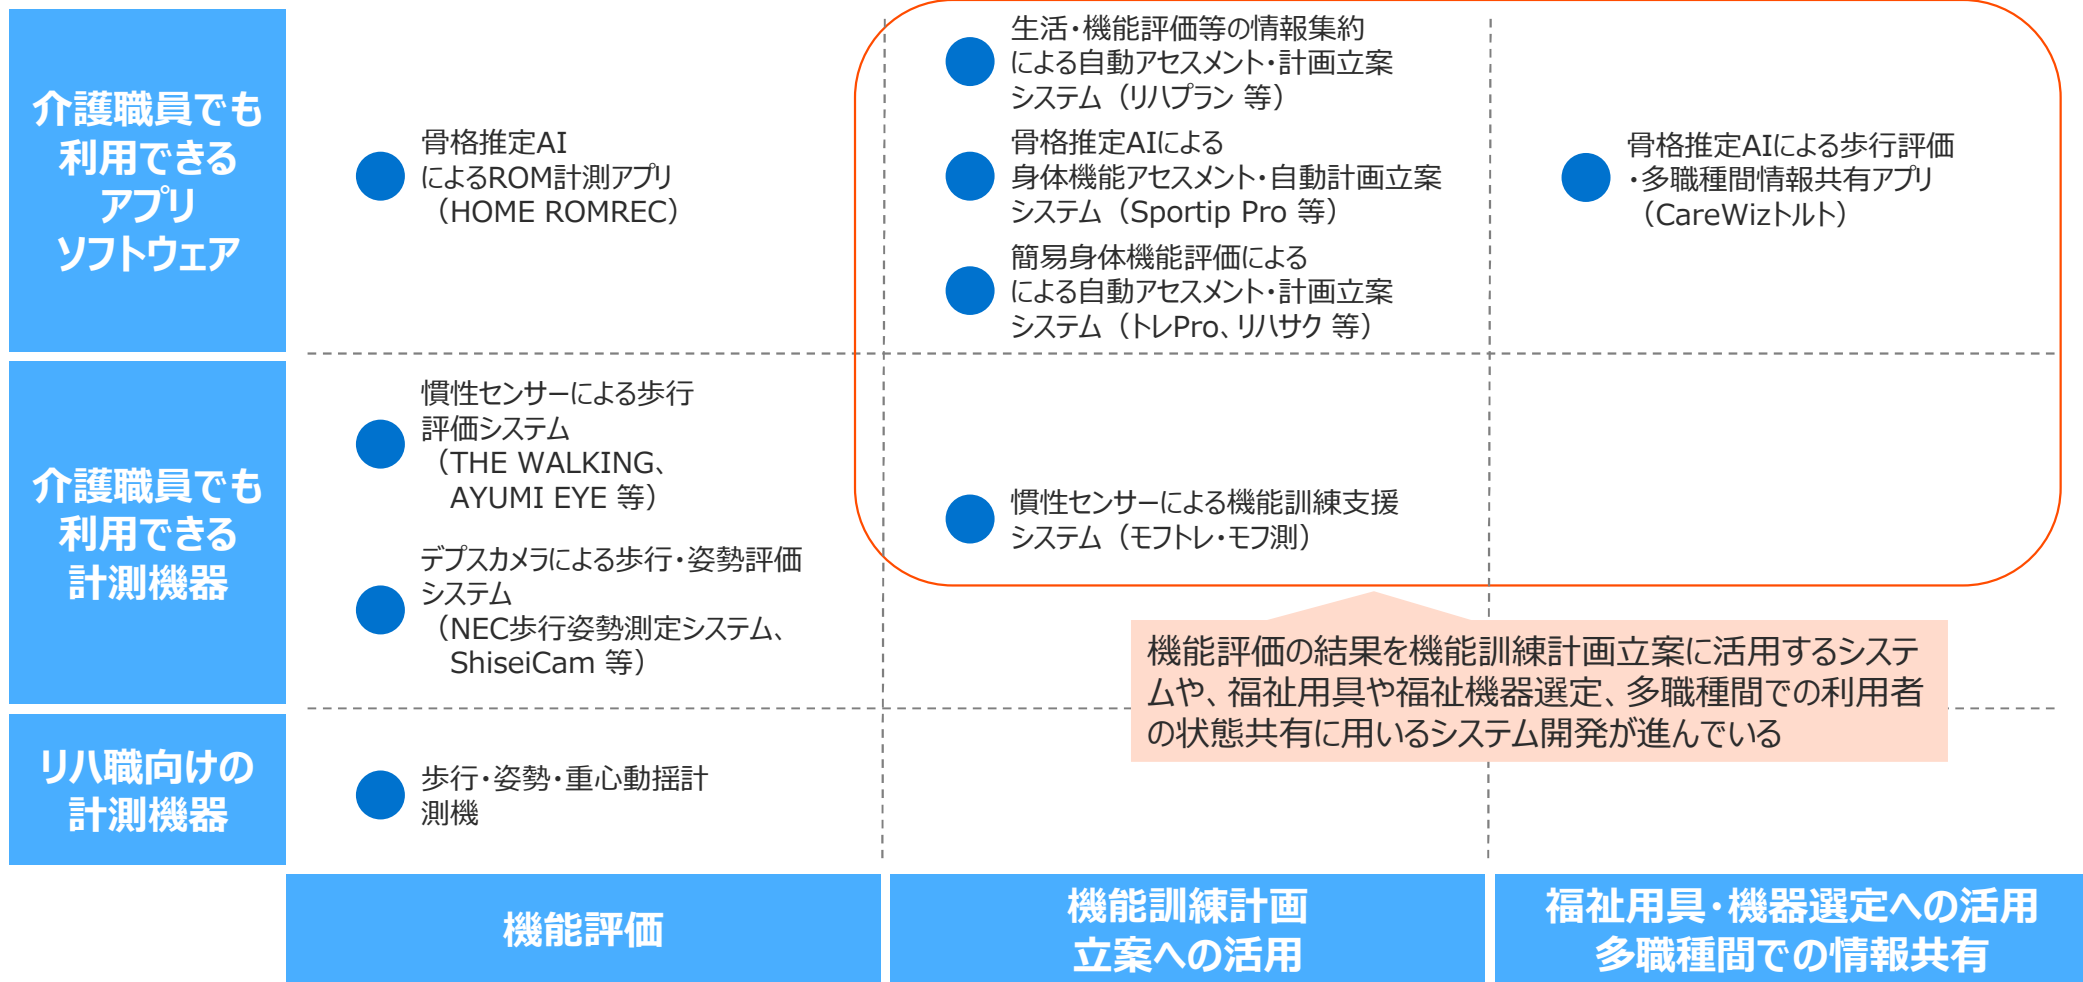 介護職員でも
利用できる
アプリ
ソフトウェア
骨格推定AI
によるROM計測アプリ
（HOME ROMREC）
生活・機能評価等の情報集約
による自動アセスメント・計画立案
システム（リハプラン 等）
骨格推定AIによる
身体機能アセスメント・自動計画立案
システム（Sportip Pro 等）
簡易身体機能評価による
による自動アセスメント・計画立案
システム（トレPro、リハサク 等）
骨格推定AIによる歩行評価
・多職種間情報共有アプリ
（CareWizトルト）
介護職員でも
利用できる
計測機器
慣性センサーによる歩行
評価システム
（THE WALKING、
AYUMI EYE 等）
デプスカメラによる歩行・姿勢評価
システム
（NEC歩行姿勢測定システム、
ShiseiCam 等）
慣性センサーによる機能訓練支援
システム（モフトレ・モフ測）
機能評価の結果を機能訓練計画立案に活用するシステ
ムや、福祉用具や福祉機器選定、多職種間での利用者
の状態共有に用いるシステム開発が進んでいる
リハ職向けの
計測機器
歩行・姿勢・重心動揺計
測機
機能評価
機能訓練計画
立案への活用
福祉用具・機器選定への活用
多職種間での情報共有